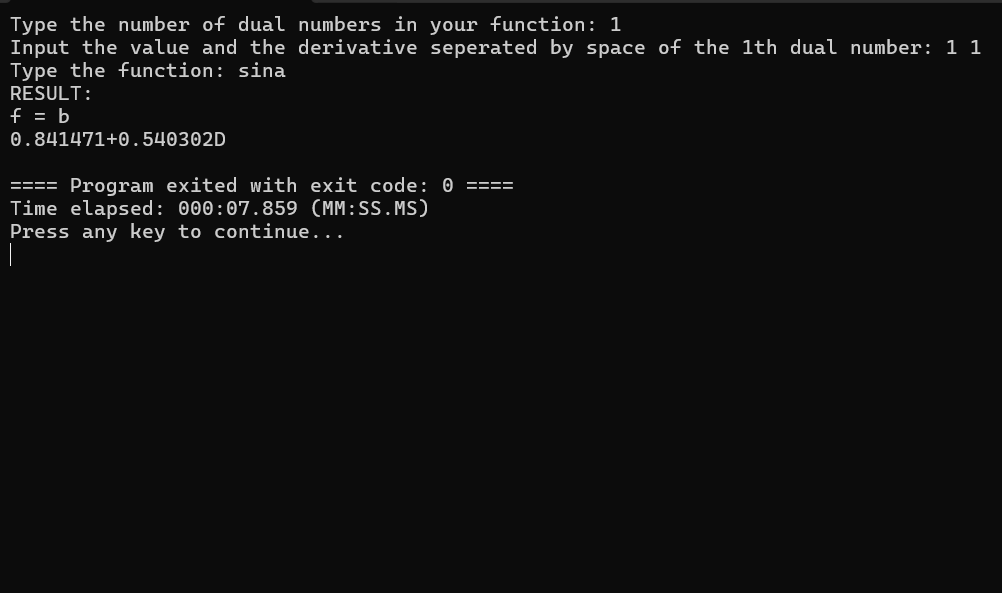 Type the number of dual numbers in your function: 1
Input the value and the derivative seperated by space of the 1th dual number: 1 1
Type the function: sina
RESULT:
f = b
0.841471+0.540302D
==== Program exited with exit code: 0 ====
Time elapsed: 000:07.859 (MM:SS.MS)
Press any key to continue...